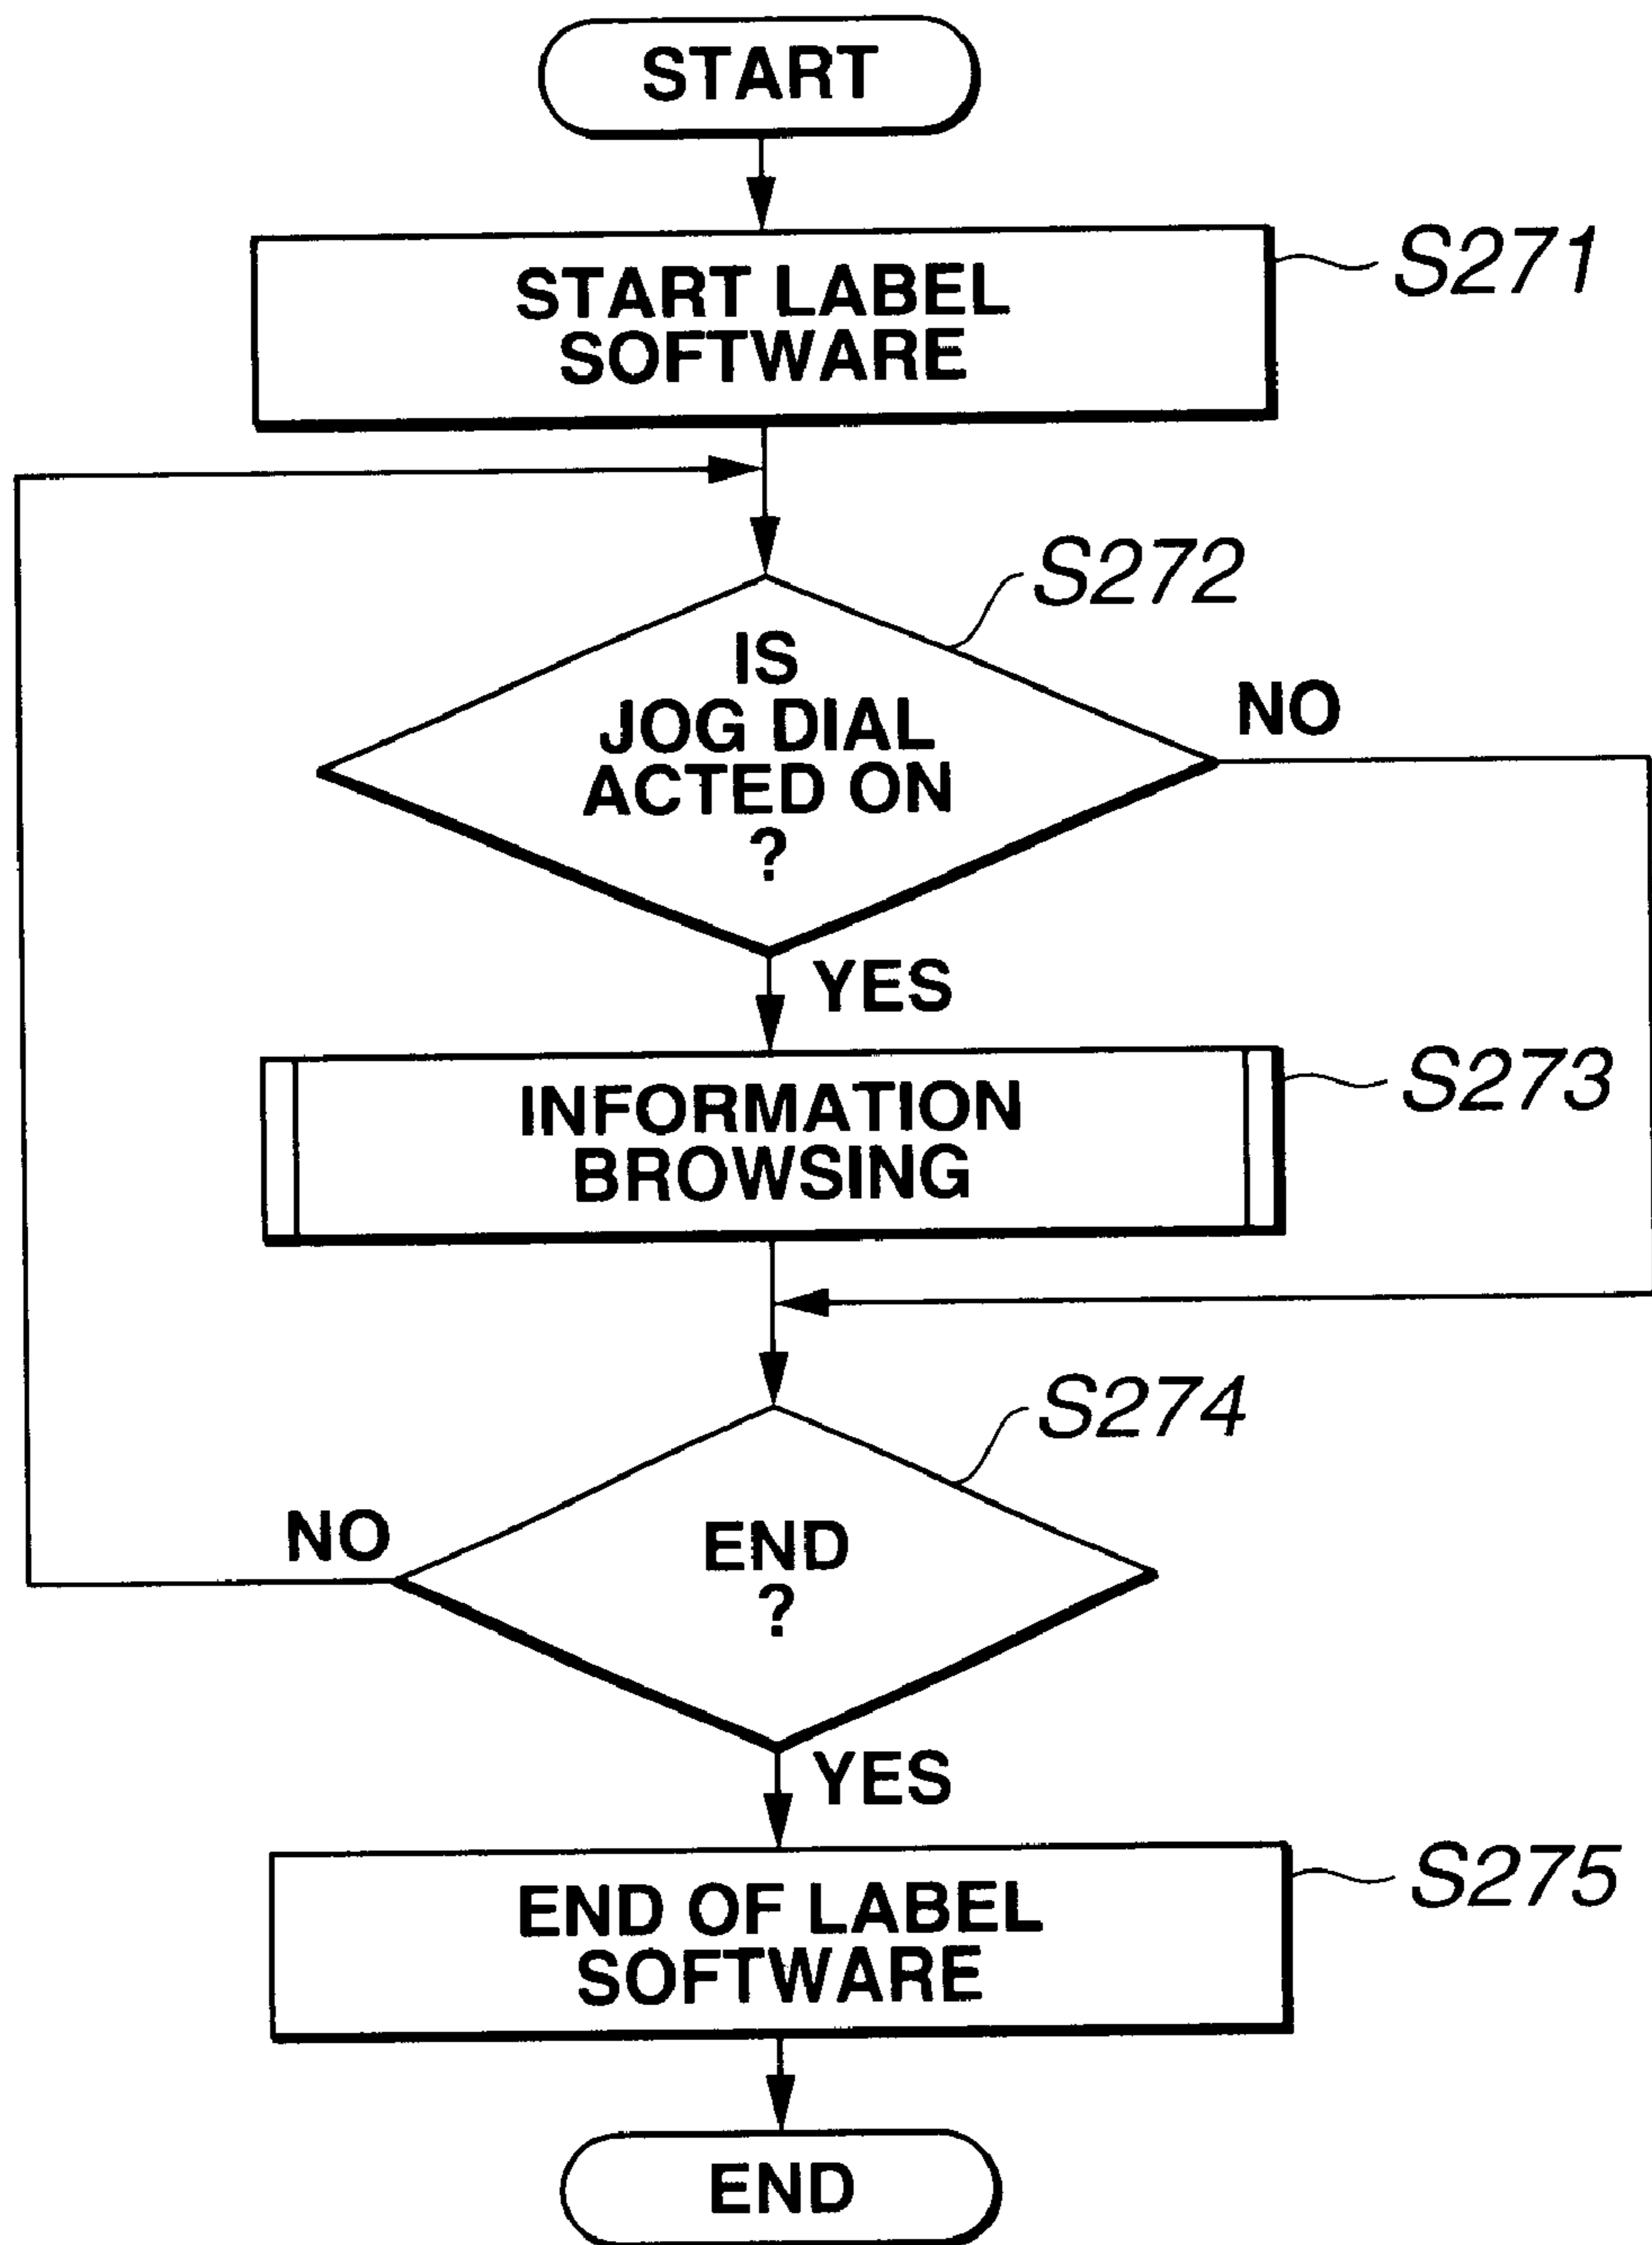 START
START LABEL
SOFTWARE
S271
S272
IS
JOG DIAL
ACTED ON
?
NO
YES
INFORMATION
BROWSING
S273
S274
NO
END
?
YES
END OF LABEL
SOFTWARE
S275
END